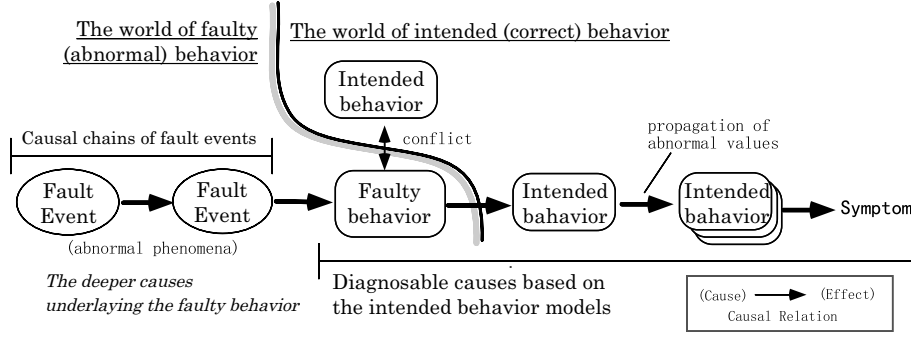 The world of faulty
(abnormal) behavior
The world of intended (correct) behavior
Intended
behavior
conflict
Causal chains of fault events
propagation of
abnormal values
Fault
Event
Fault
Event
Faulty
behavior
Intended
bahavior
Intended
bahavior
Symptom
(abnormal phenomena)
The deeper causes
underlaying the faulty behavior
Diagnosable causes based on
the intended behavior models
(Cause)
(Effect)
Causal Relation